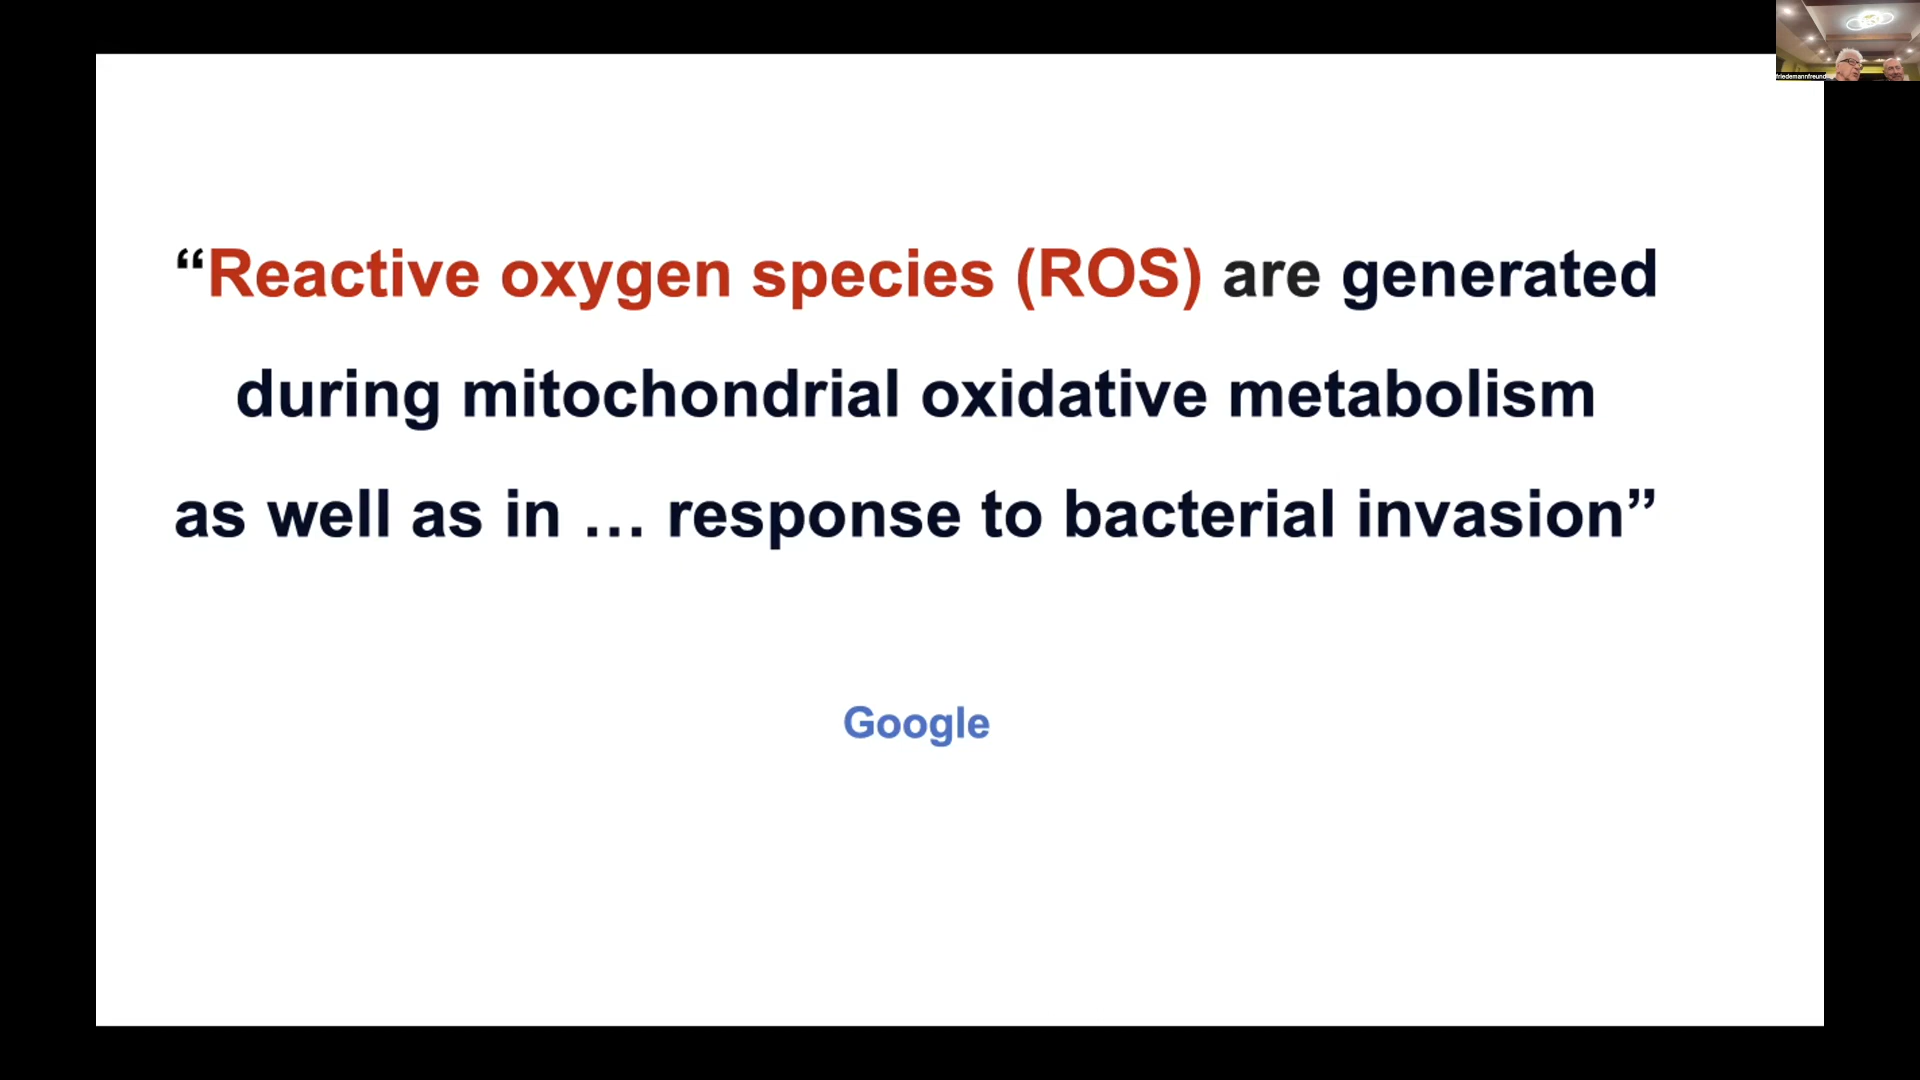 friedemannfreund
“Reactive oxygen species (ROS) are generated
during mitochondrial oxidative metabolism
as well as in … response to bacterial invasion”
Google